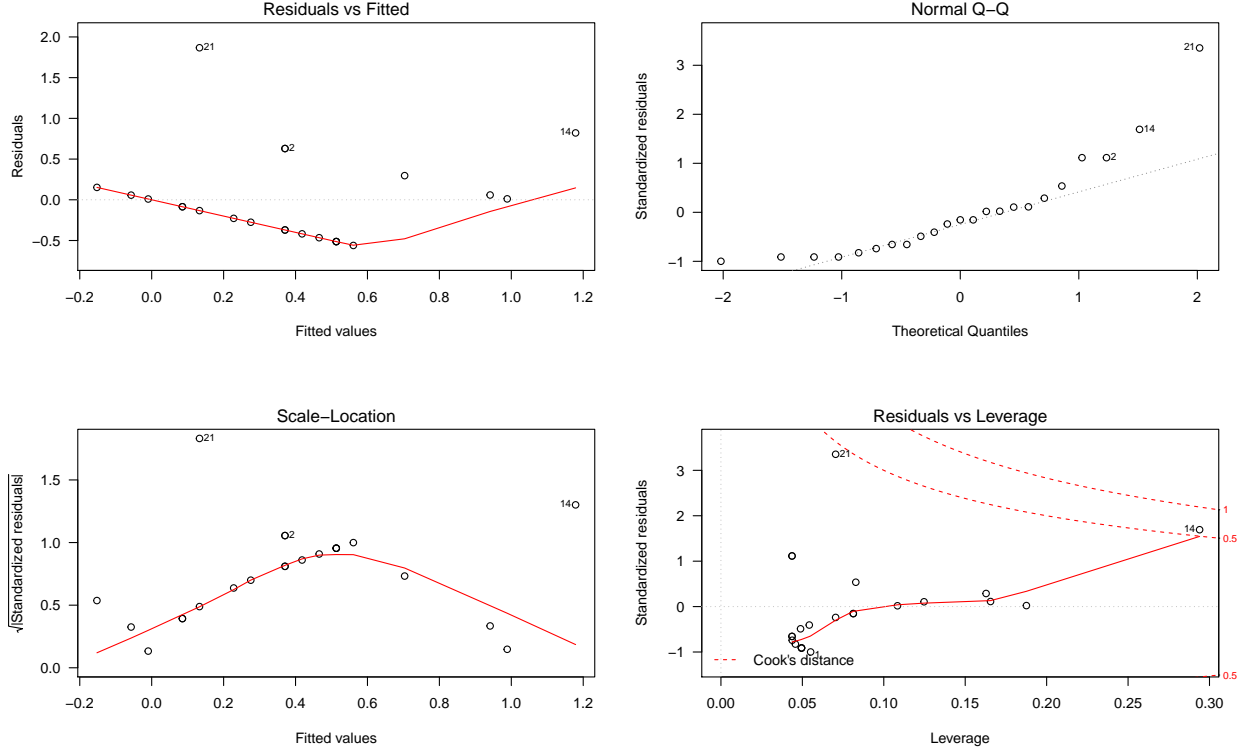 Residuals vs Fitted
2.0
1.5
1.0
0.5
0.0
−0.5
Residuals
21
2
14
−0.2 0.0 0.2 0.4 0.6 0.8 1.0 1.2
Fitted values
Normal Q−Q
3
2
1
0
−1
Standardized residuals
21
14
2
−2 −1 0 1 2
Theoretical Quantiles
Scale−Location
1.5
1.0
0.5
0.0
√|Standardized residuals|
21
14
2
−0.2 0.0 0.2 0.4 0.6 0.8 1.0 1.2
Fitted values
Residuals vs Leverage
3
2
1
0
−1
Standardized residuals
21
14
1
1
0.5
0.5
Cook's distance
0.00 0.05 0.10 0.15 0.20 0.25 0.30
Leverage